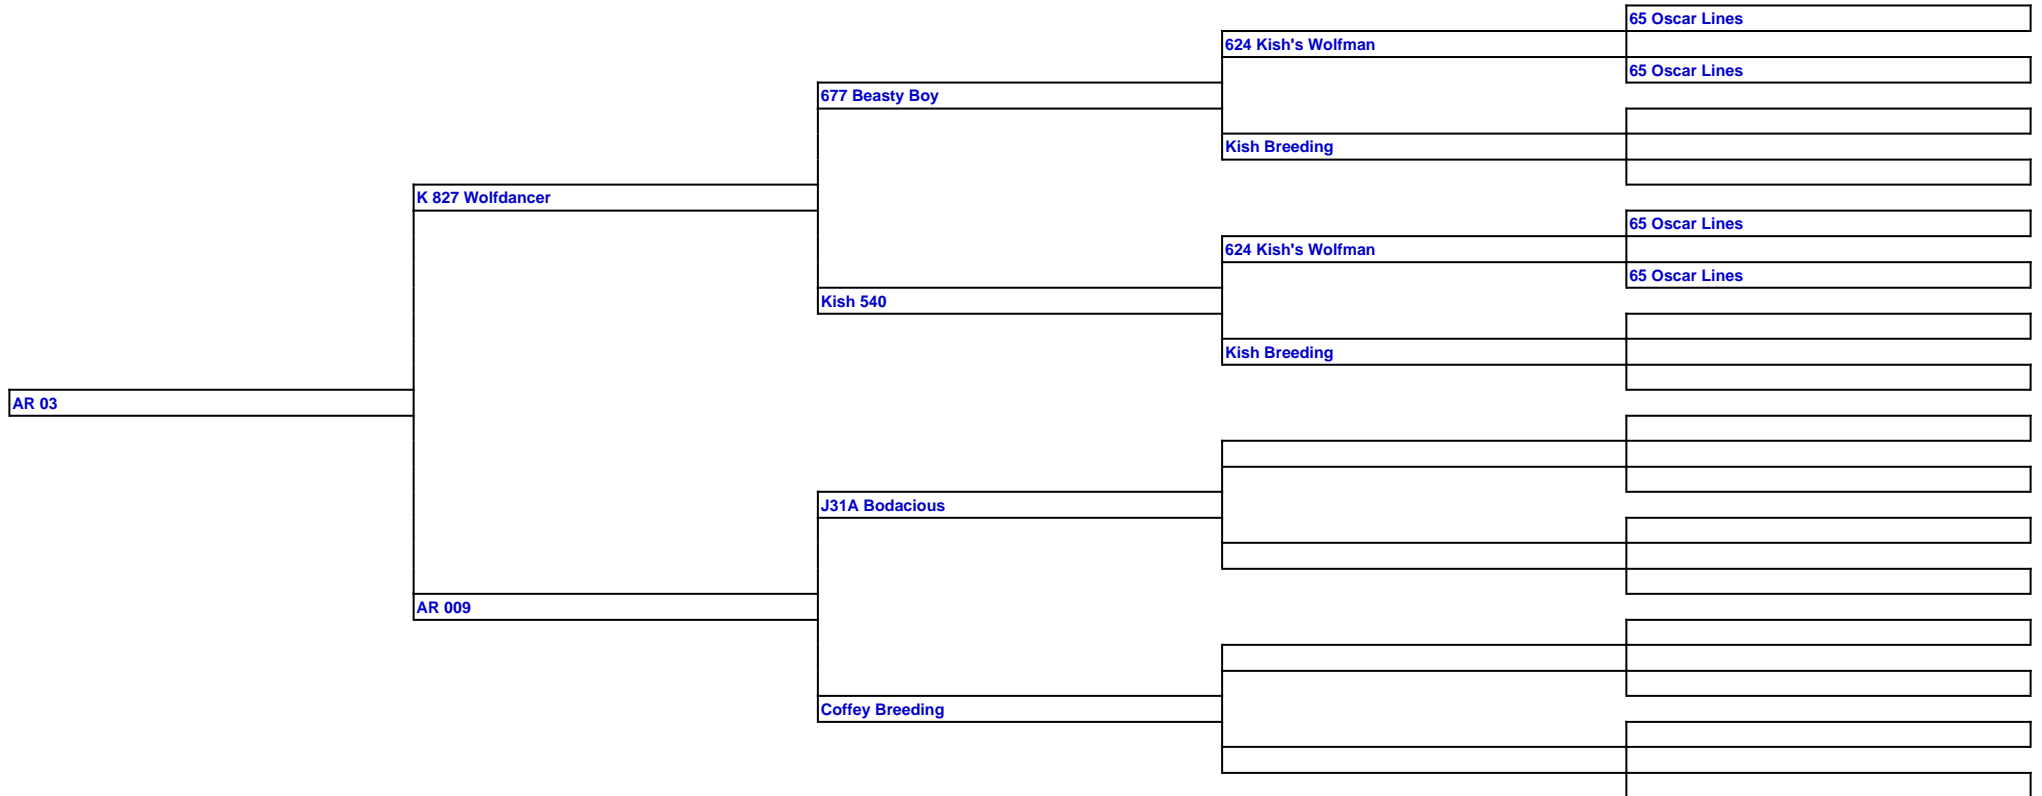 65 Oscar Lines
624 Kish's Wolfman
65 Oscar Lines
677 Beasty Boy
Kish Breeding
K 827 Wolfdancer
65 Oscar Lines
624 Kish's Wolfman
65 Oscar Lines
Kish 540
Kish Breeding
AR 03
J31A Bodacious
AR 009
Coffey Breeding